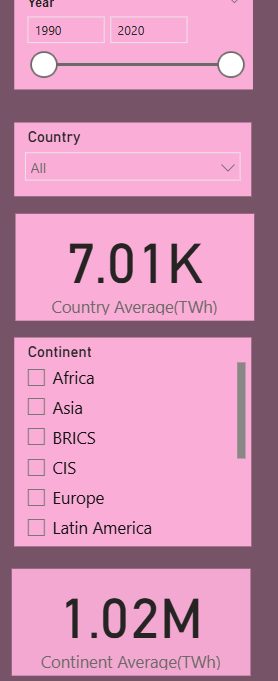 Year
1990 2020
Country
All
7.01K
Country Average(TWh)
Continent
Africa
Asia
BRICS
CIS
Europe
Latin America
1.02M
Continent Average(TWh)